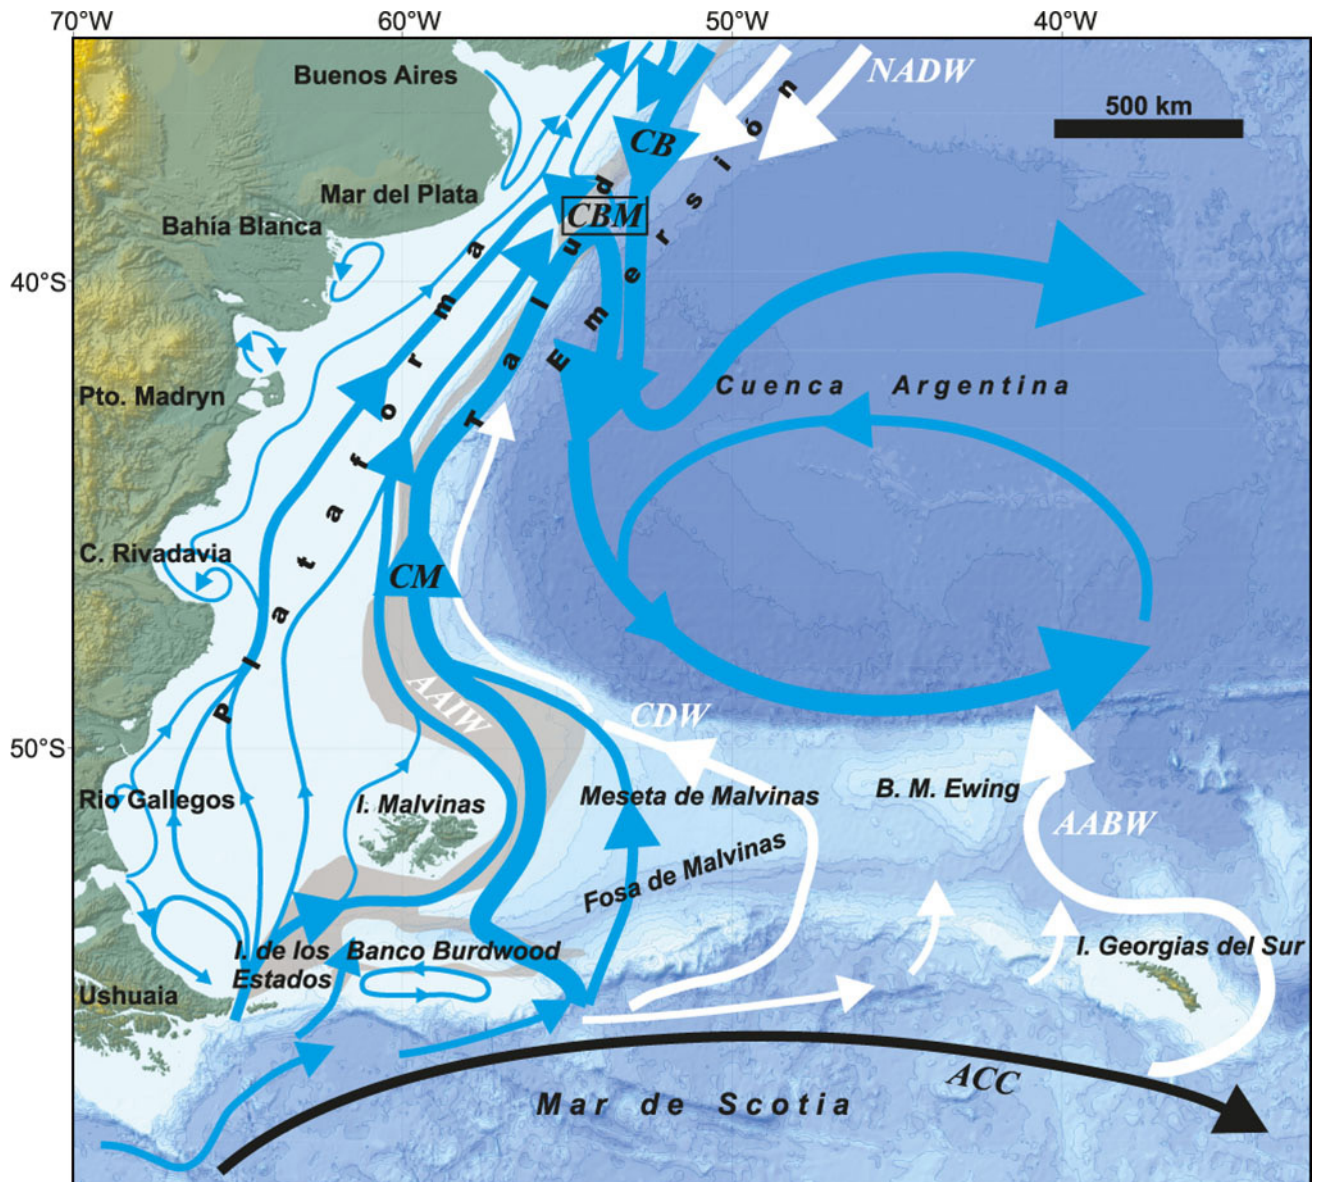 70°W 60°W 50°W 40°W
Buenos Aires
NADW
500 km
CB
Mar del Plata
CBM
Bahía Blanca
40°S
Plataforma
Talud
Emersión
Pto. Madryn
Cuenca Argentina
C. Rivadavia
CM
AAIW
CDW
50°S
Rio Gallegos
I. Malvinas
Meseta de Malvinas
B. M. Ewing
AABW
Fosa de Malvinas
I. de los
Estados
Banco Burdwood
I. Georgias del Sur
Ushuaia
ACC
Mar de Scotia